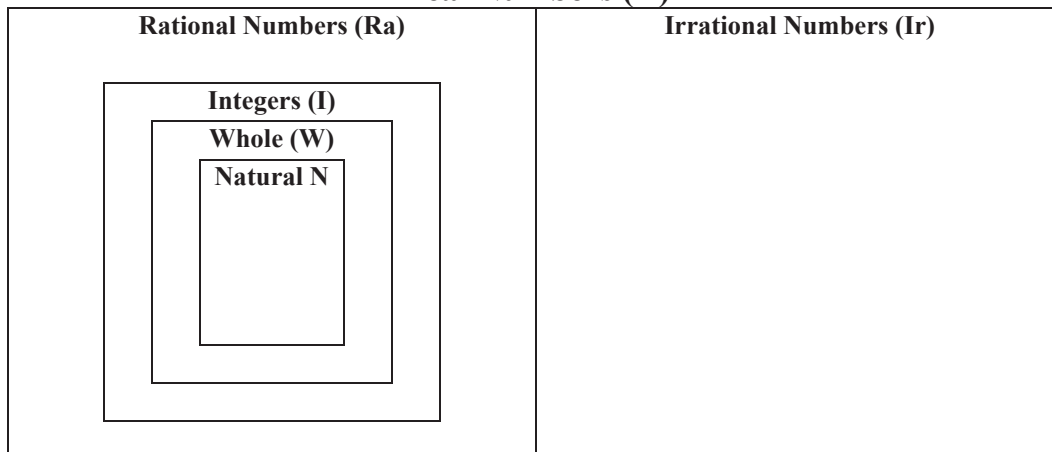 Rational Numbers (Ra)
Irrational Numbers (Ir)
Integers (I)
Whole (W)
Natural N